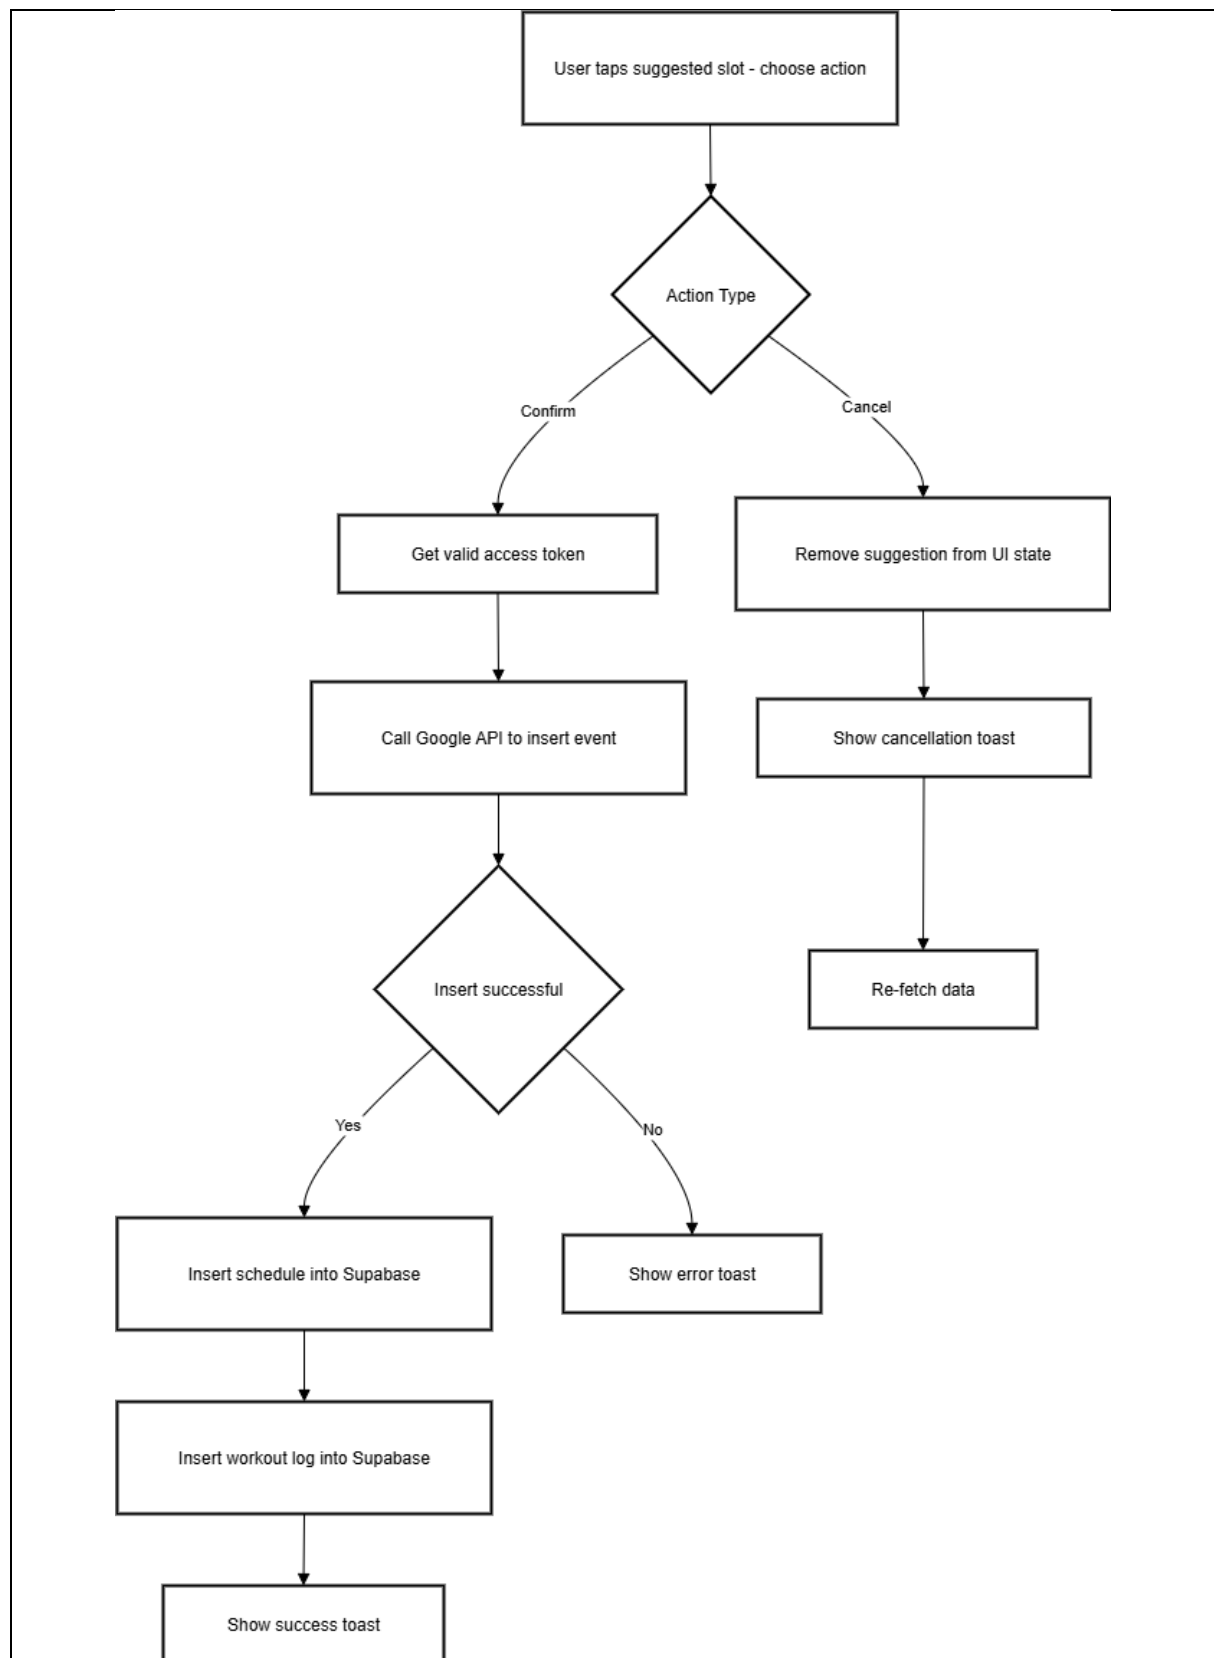 User taps suggested slot - choose action
Action Type
Confirm
Cancel
Get valid access token
Remove suggestion from UI state
Call Google API to insert event
Show cancellation toast
Insert successful
Re-fetch data
Yes
No
Insert schedule into Supabase
Show error toast
Insert workout log into Supabase
Show success toast